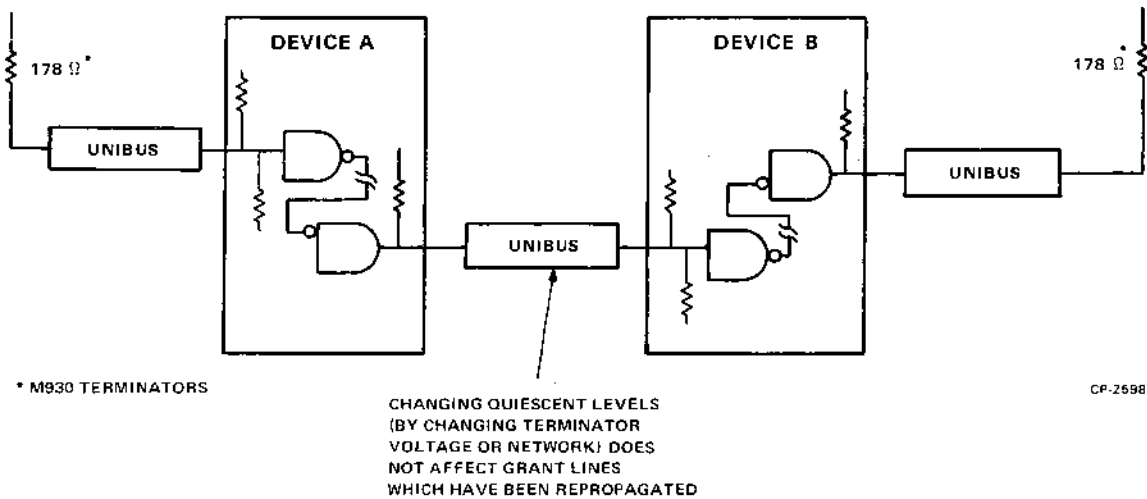 178 Ω*
DEVICE A
DEVICE B
178 Ω*
UNIBUS
UNIBUS
UNIBUS
* M930 TERMINATORS
CP-2598
CHANGING QUIESCENT LEVELS
(BY CHANGING TERMINATOR
VOLTAGE OR NETWORK) DOES
NOT AFFECT GRANT LINES
WHICH HAVE BEEN REPROPAGATED